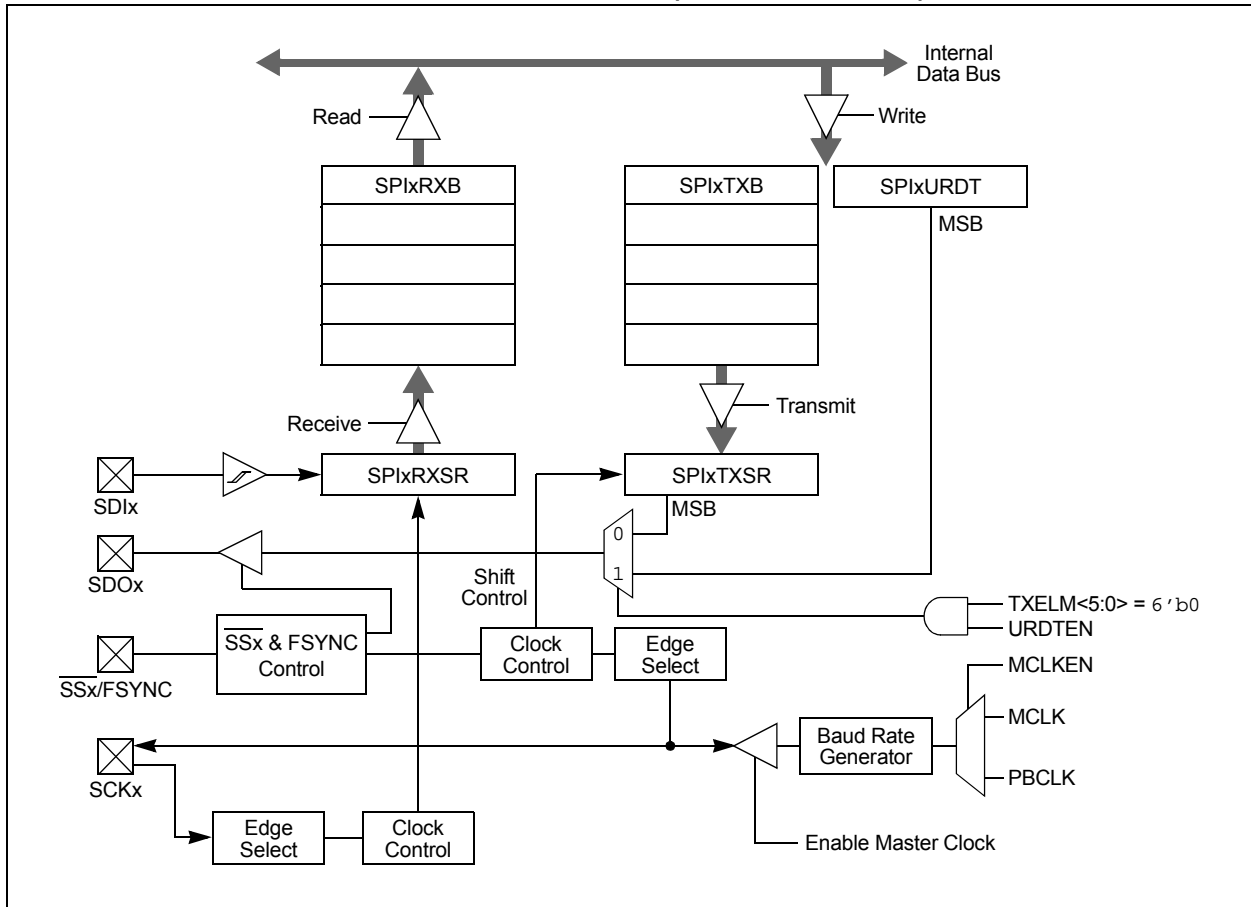 Internal
Data Bus
Read
Write
SPIxRXB
SPIxTXB
SPIxURDT
MSB
Receive
Transmit
SDIx
SPIxRXSR
SPIxTXSR
MSB
0
1
SDOx
Shift
Control
TXELM<5:0> = 6'b0
URDTEN
SSx & FSYNC
Control
SSx/FSYNC
Clock
Control
Edge
Select
MCLKEN
MCLK
Baud Rate
Generator
PBCLK
SCKx
Edge
Select
Clock
Control
Enable Master Clock